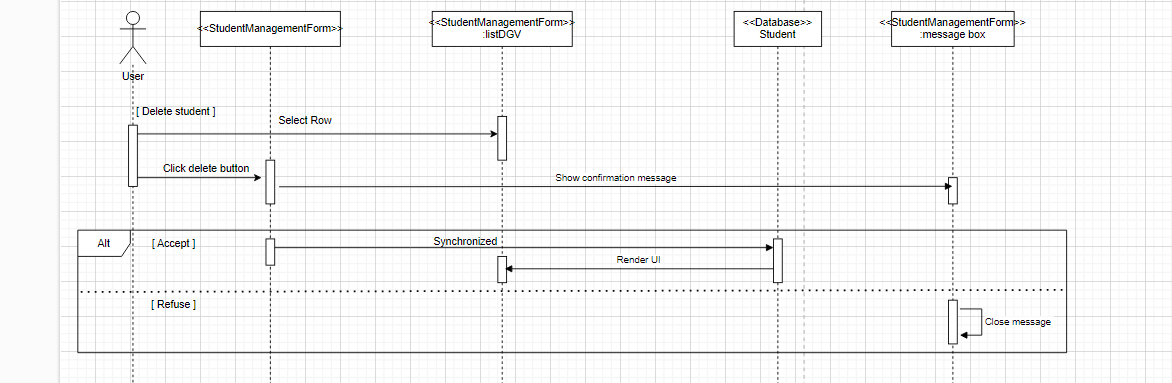 <<StudentManagementForm>>
<<StudentManagementForm>>
:listDGV
<<Database>>
Student
<<StudentManagementForm>>
:message box
User
[ Delete student ]
Select Row
Click delete button
Show confirmation message
Alt
[ Accept ]
Synchronized
Render UI
[ Refuse ]
Close message